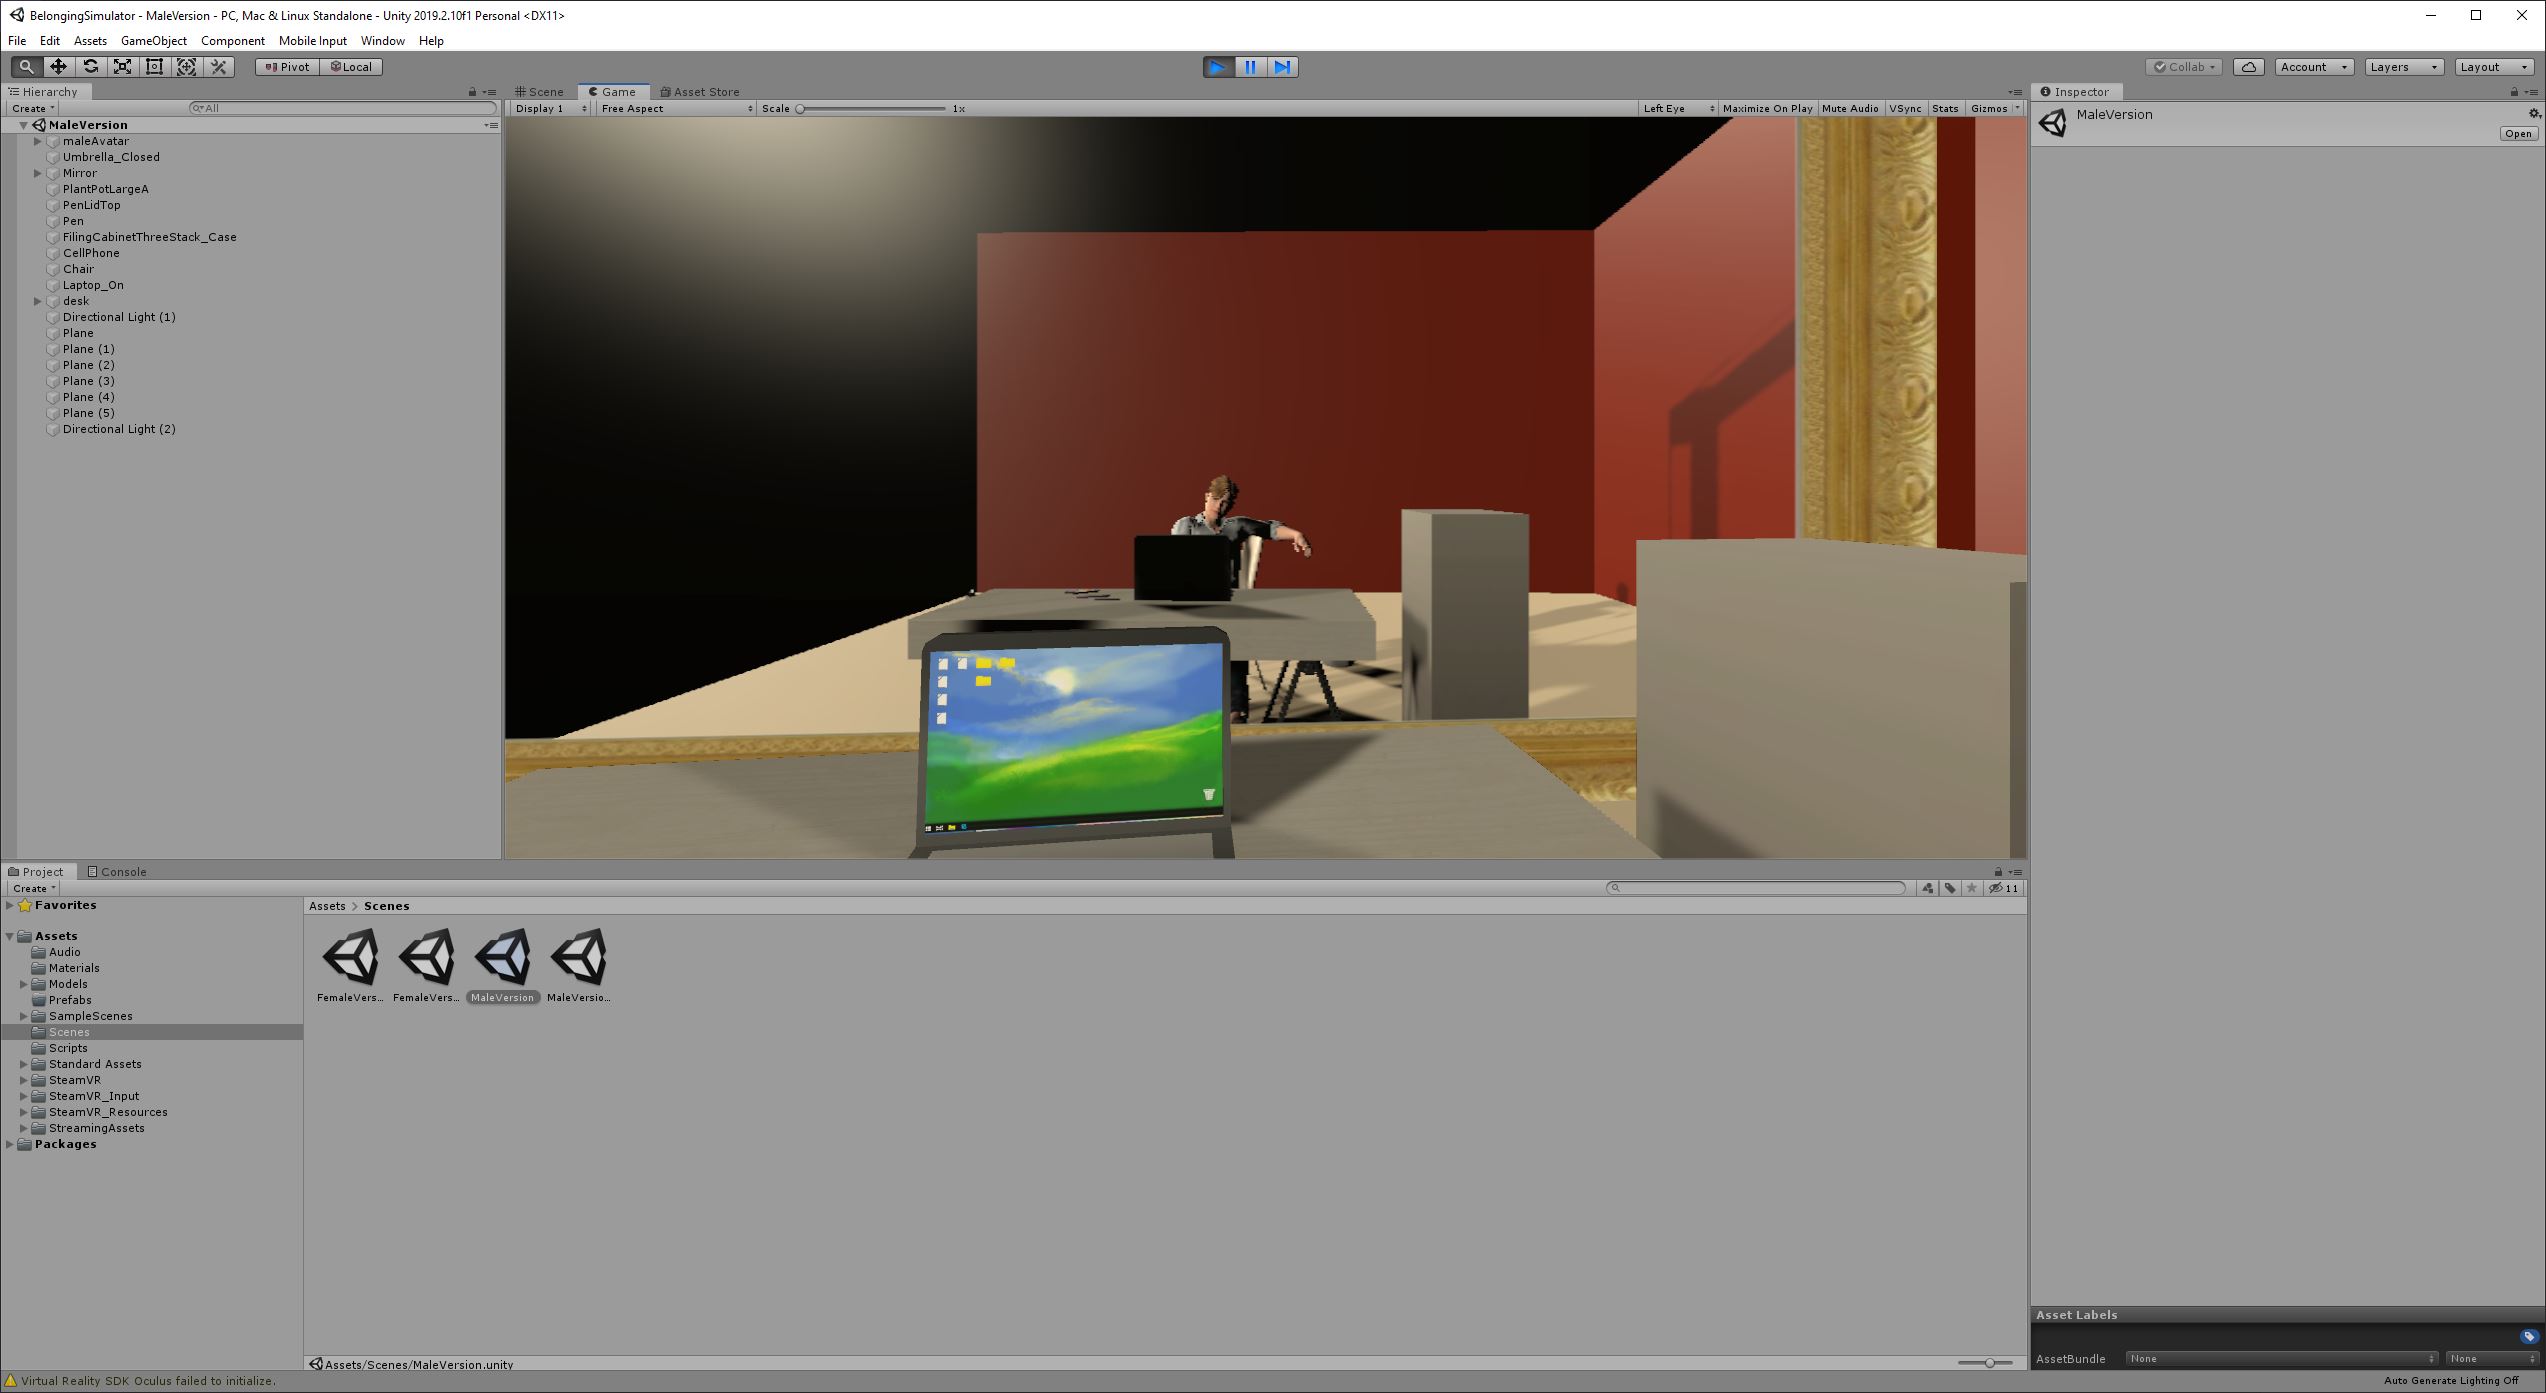 BelongingSimulator - MaleVersion - PC, Mac & Linux Standalone - Unity 2019.2.10f1 Personal <DX11>
File Edit Assets GameObject Component Mobile Input Window Help
Pivot Local Collab Account Layers Layout
Hierarchy
Create All
MaleVersion
maleAvatar
Umbrella_Closed
Mirror
PlantPotLargeA
PenLidTop
Pen
FilingCabinetThreeStack_Case
CellPhone
Chair
Laptop_On
desk
Directional Light (1)
Plane
Plane (1)
Plane (2)
Plane (3)
Plane (4)
Plane (5)
Directional Light (2)
Scene Game Asset Store
Display 1 Free Aspect Scale 1x Left Eye Maximize On Play Mute Audio VSync Stats Gizmos
Inspector
MaleVersion
Open
Project Console
Create 11
Favorites
Assets
Audio
Materials
Models
Prefabs
SampleScenes
Scenes
Scripts
Standard Assets
SteamVR
SteamVR_Input
SteamVR_Resources
StreamingAssets
Packages
Assets > Scenes
FemaleVers... FemaleVers... MaleVersion MaleVersio...
Assets/Scenes/MaleVersion.unity
Asset Labels
AssetBundle None None
Virtual Reality SDK Oculus failed to initialize.
Auto Generate Lighting Off